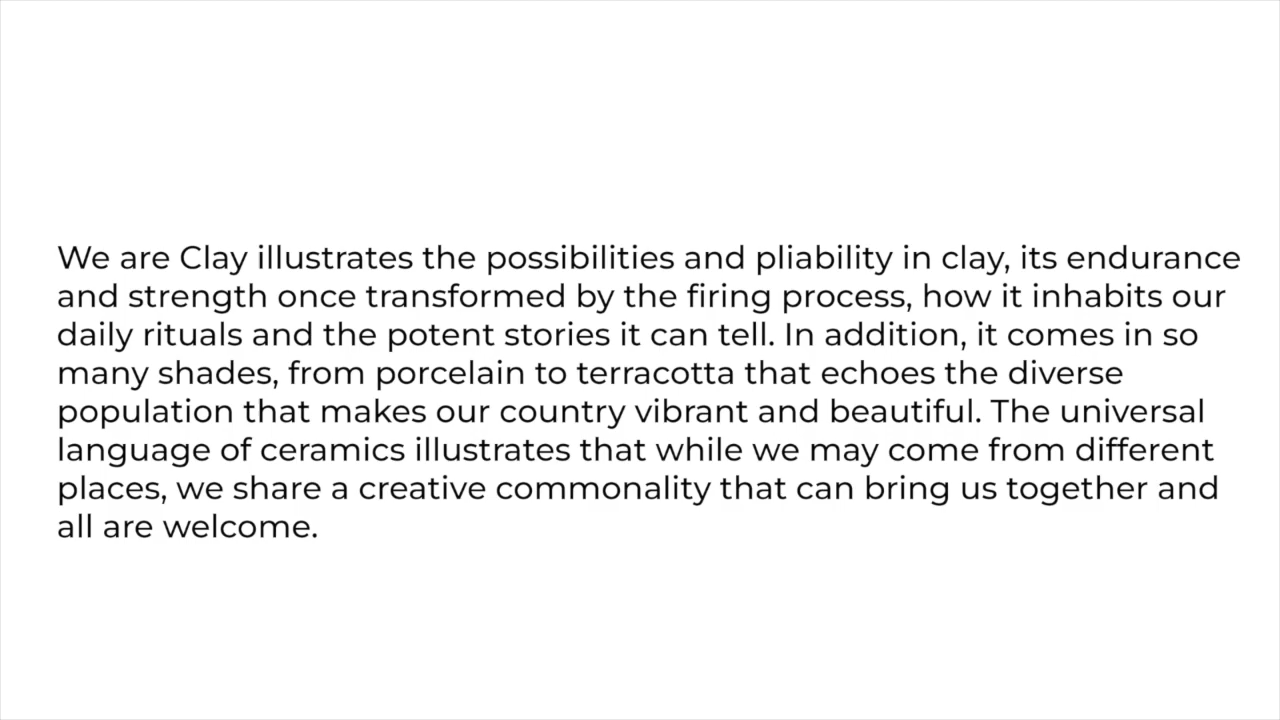 We are Clay illustrates the possibilities and pliability in clay, its endurance
and strength once transformed by the firing process, how it inhabits our
daily rituals and the potent stories it can tell. In addition, it comes in so
many shades, from porcelain to terracotta that echoes the diverse
population that makes our country vibrant and beautiful. The universal
language of ceramics illustrates that while we may come from different
places, we share a creative commonality that can bring us together and
all are welcome.